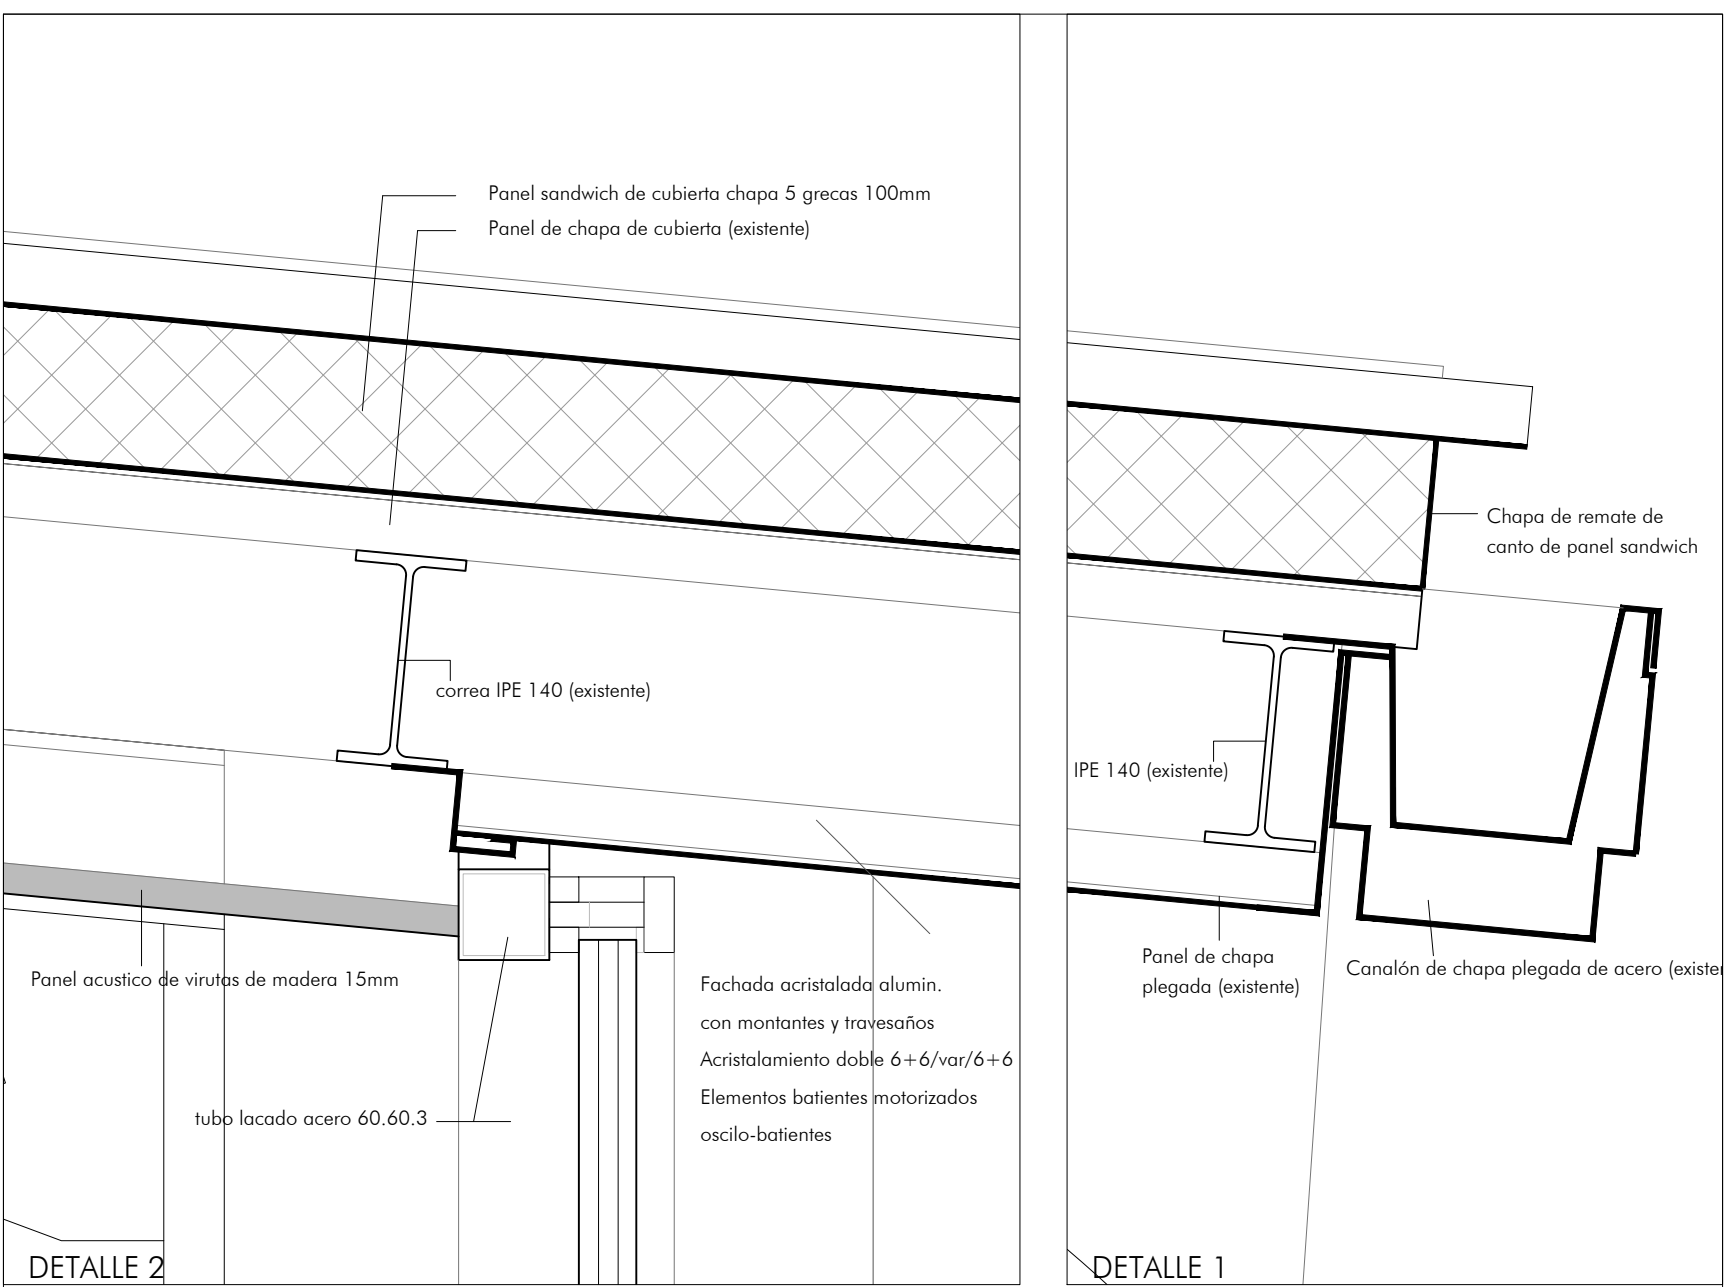 Panel sandwich de cubierta chapa 5 grecas 100mm
Panel de chapa de cubierta (existente)
correa IPE 140 (existente)
Panel acustico de virutas de madera 15mm
tubo lacado acero 60.60.3
Fachada acristalada alumin.
con montantes y travesaños
Acristalamiento doble 6+6/var/6+6
Elementos batientes motorizados
oscilo-batientes
DETALLE 2
Chapa de remate de
canto de panel sandwich
IPE 140 (existente)
Panel de chapa
plegada (existente)
Canalón de chapa plegada de acero
DETALLE 1